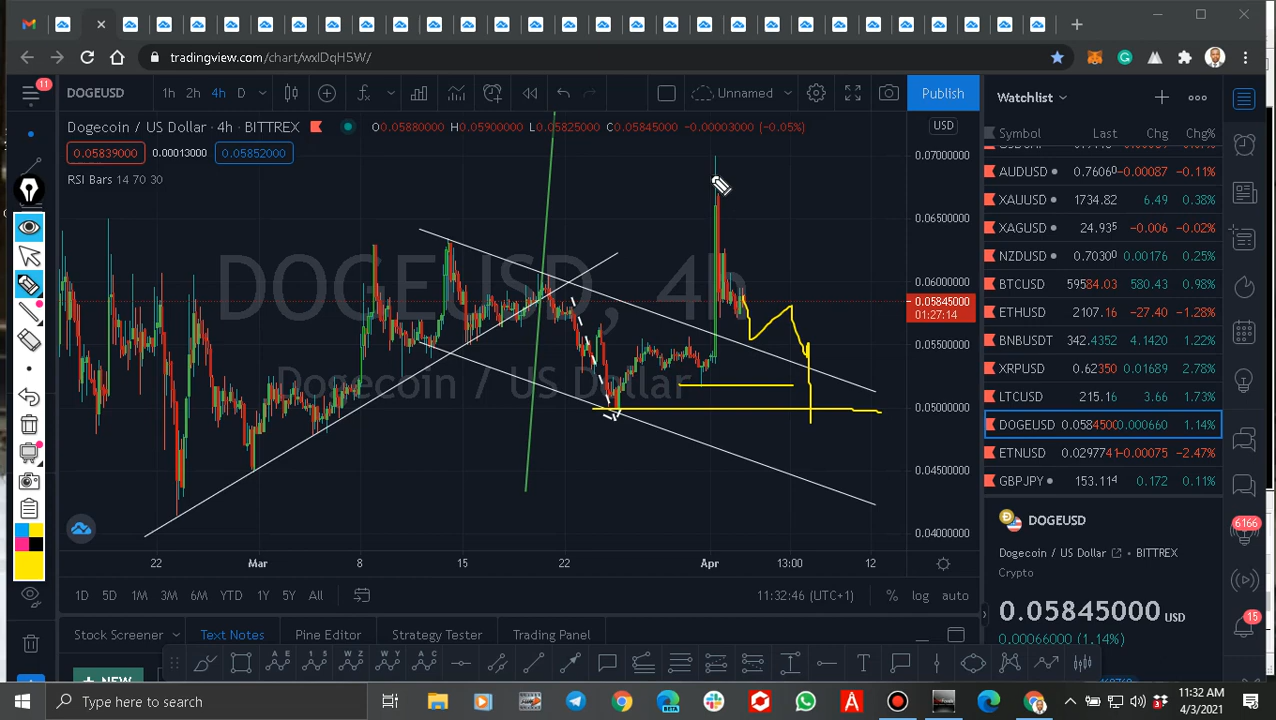 tradingview.com/chart/wxlDqH5W/
11
DOGEUSD
1h 2h 4h D
Unnamed
Publish
Watchlist
Dogecoin / US Dollar · 4h · BITTREX
O0.05880000 H0.05900000 L0.05825000 C0.05845000 -0.00003000 (-0.05%)
USD
Symbol Last Chg Chg%
0.05839000 0.00013000 0.05852000
RSI Bars 14 70 30
DOGEUSD, 4h
Dogecoin / US Dollar
0.07000000
0.06500000
0.06000000
0.05845000
01:27:14
0.05500000
0.05000000
0.04500000
0.04000000
AUDUSD 0.76060 -0.00087 -0.11%
XAUUSD 1734.82 6.49 0.38%
XAGUSD 24.935 -0.006 -0.02%
NZDUSD 0.70300 0.00176 0.25%
BTCUSD 59584.03 580.43 0.98%
ETHUSD 2107.16 -27.40 -1.28%
BNBUSDT 342.4352 4.1420 1.22%
XRPUSD 0.62350 0.01689 2.78%
LTCUSD 215.16 3.66 1.73%
DOGEUSD 0.05845000 0.000660 1.14%
ETNUSD 0.0297741 -0.00075 -2.47%
GBPJPY 153.114 0.172 0.11%
22 Mar 8 15 22 Apr 13:00 12
1D 5D 1M 3M 6M YTD 1Y 5Y All
11:32:46 (UTC+1) % log auto
DOGEUSD
Dogecoin / US Dollar BITTREX
Crypto
0.05845000 USD
0.00066000 (1.14%)
6166
15
Stock Screener Text Notes Pine Editor Strategy Tester Trading Panel
NEW
Type here to search
BETA
11:32 AM
4/3/2021